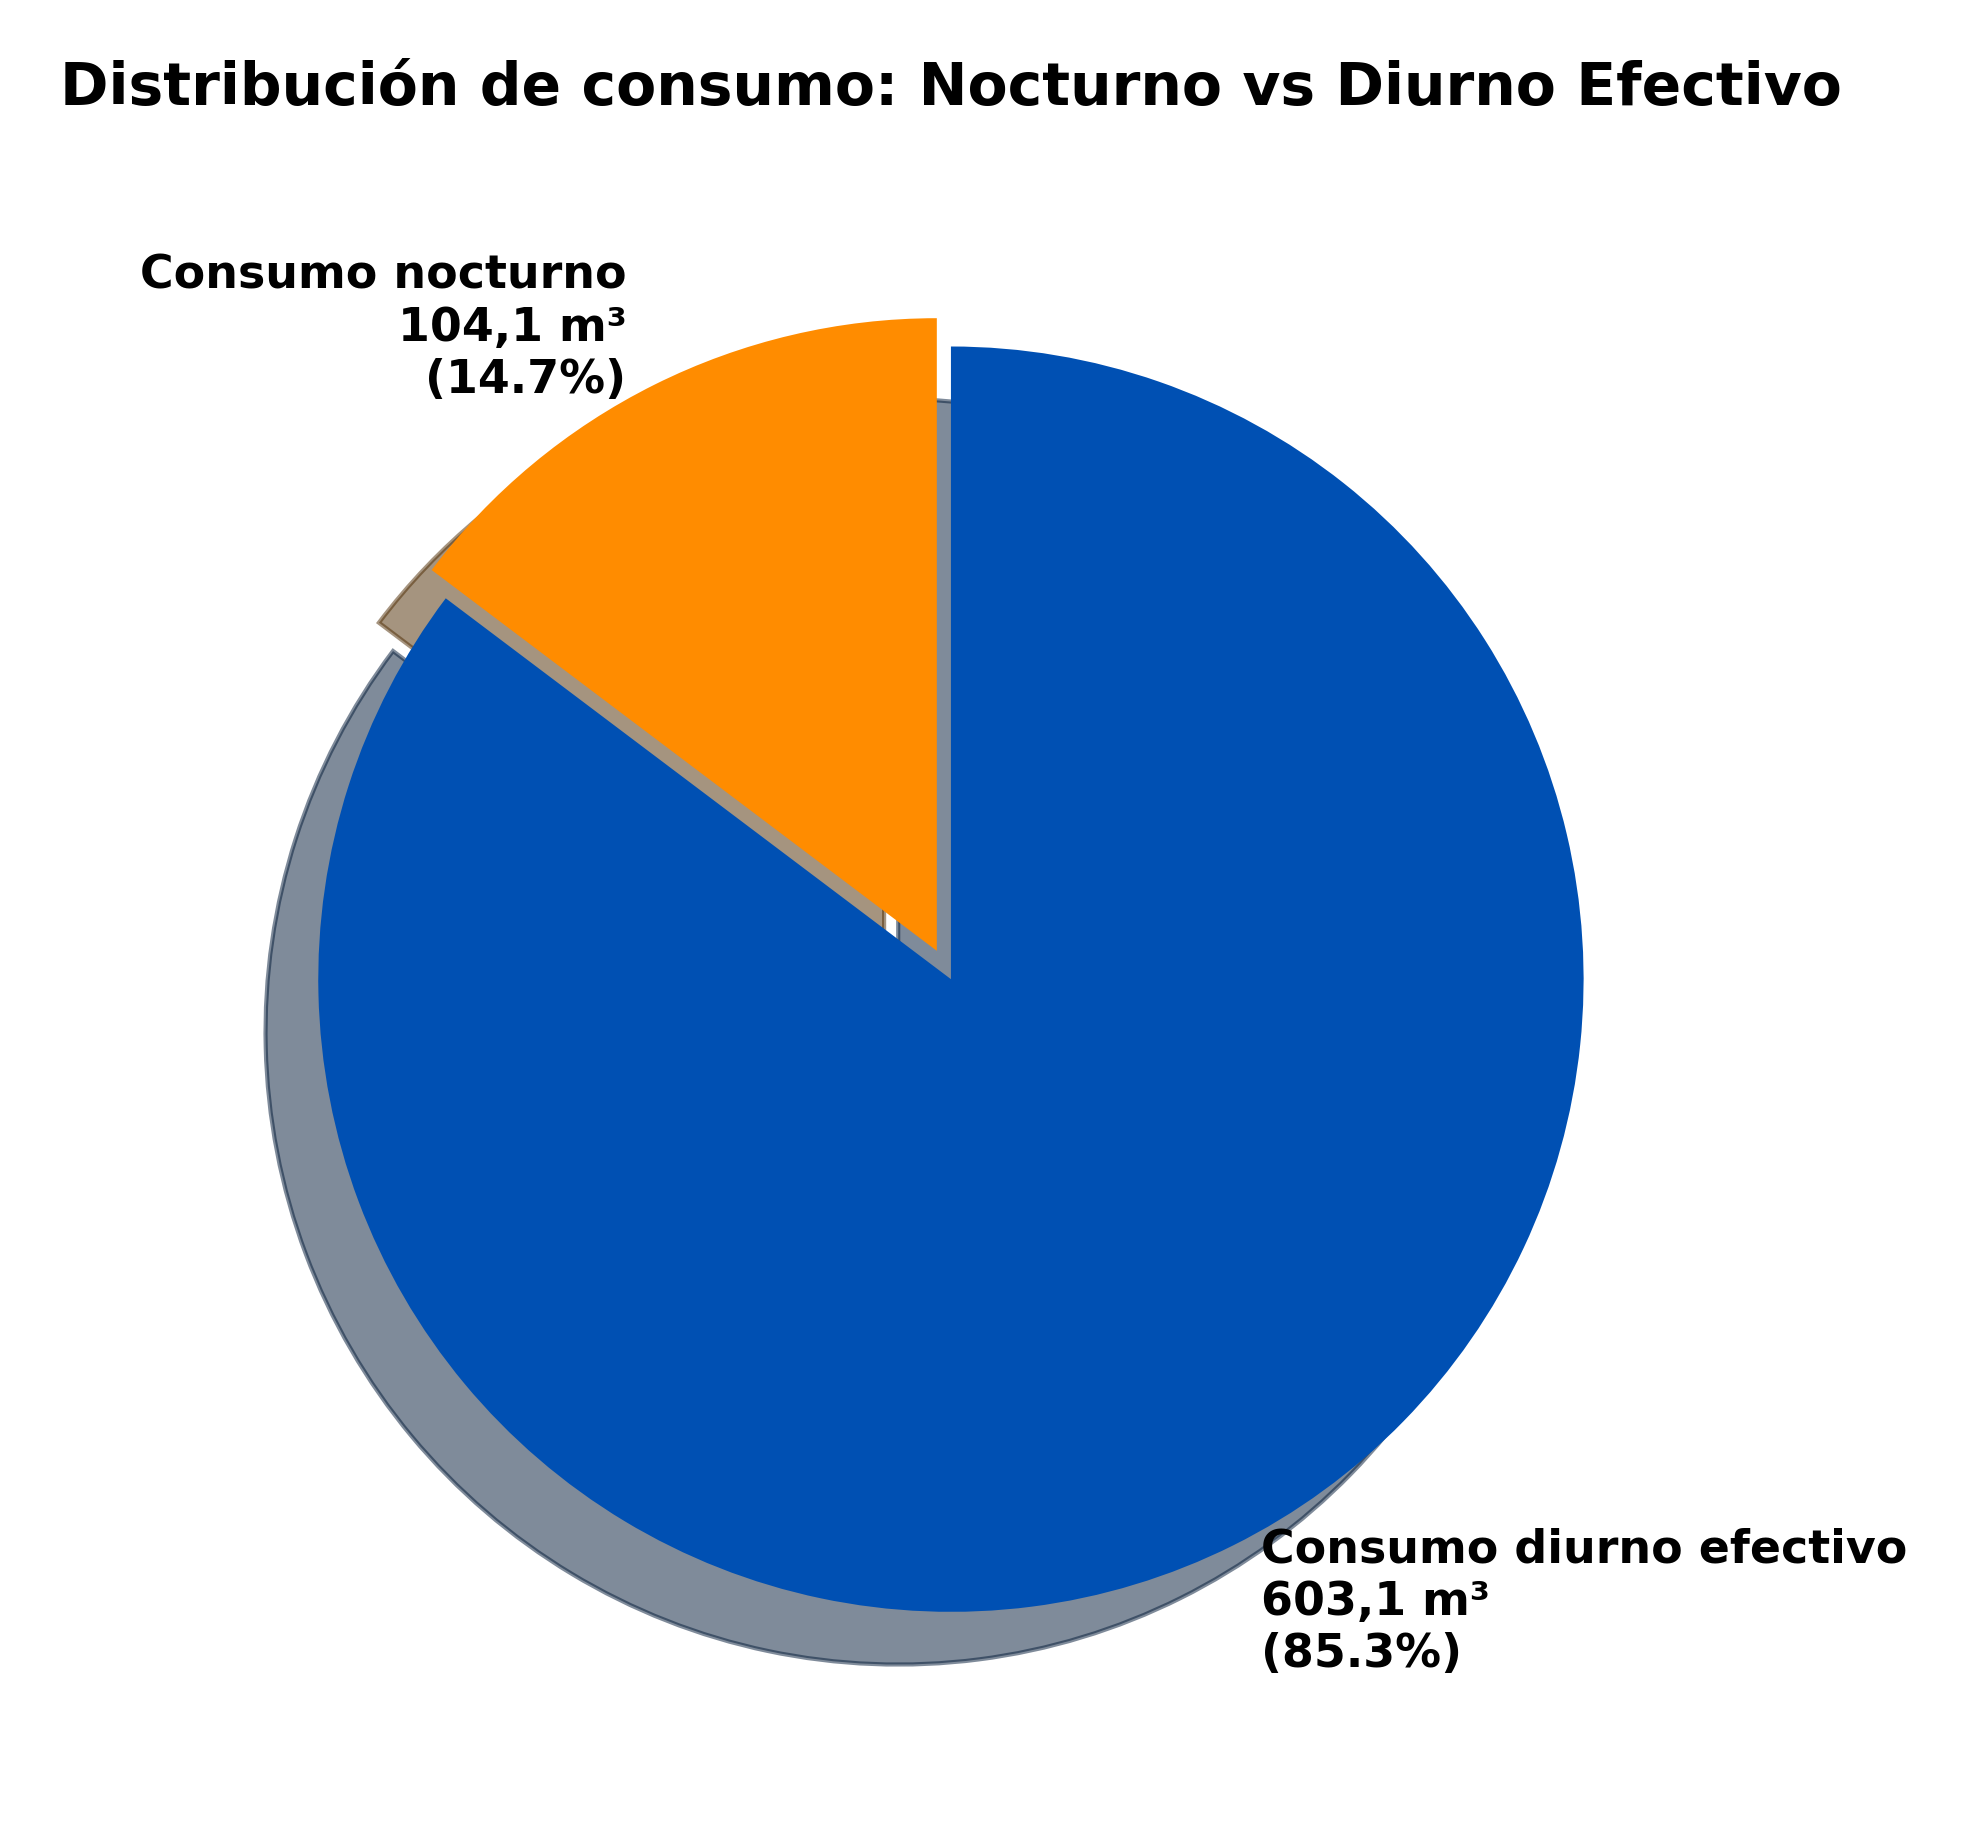 Distribución de consumo: Nocturno vs Diurno Efectivo
Consumo nocturno
104,1 m³
(14.7%)
Consumo diurno efectivo
603,1 m³
(85.3%)